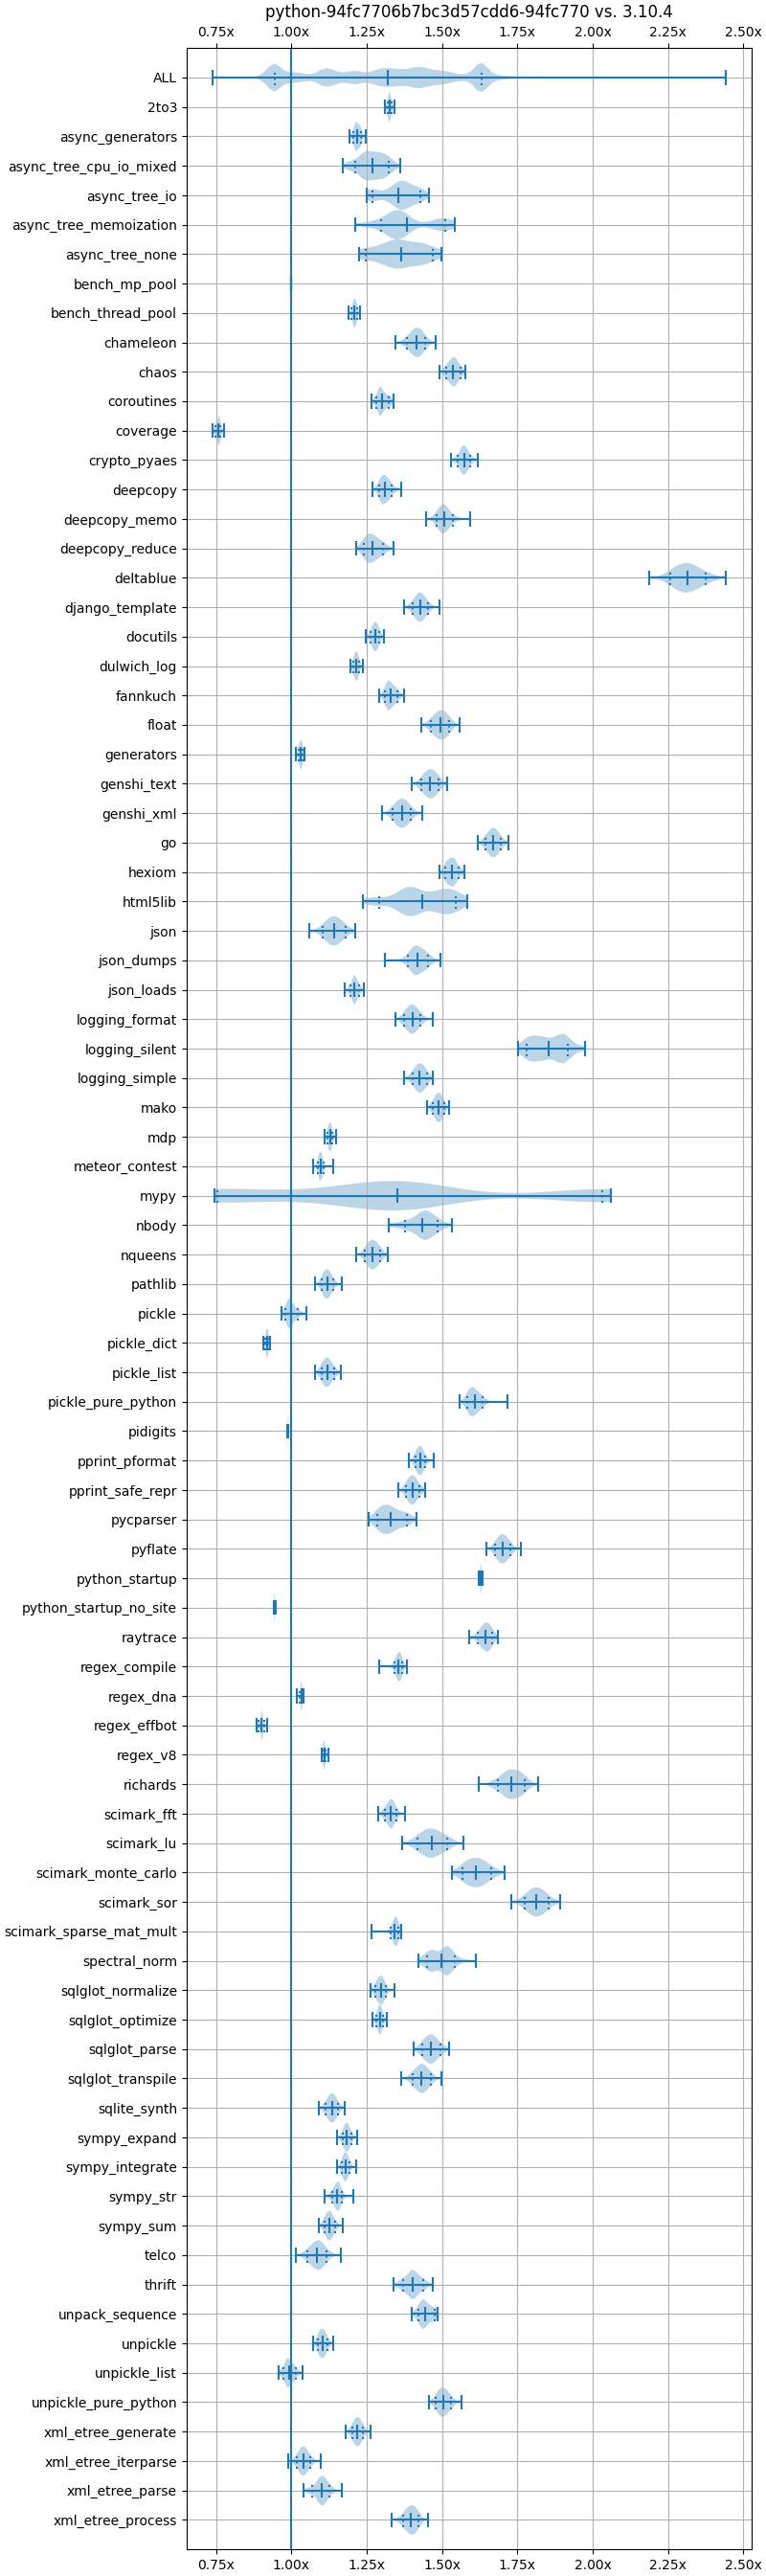 python-94fc7706b7bc3d57cdd6-94fc770 vs. 3.10.4
0.75x 1.00x 1.25x 1.50x 1.75x 2.00x 2.25x 2.50x
ALL
2to3
async_generators
async_tree_cpu_io_mixed
async_tree_io
async_tree_memoization
async_tree_none
bench_mp_pool
bench_thread_pool
chameleon
chaos
coroutines
coverage
crypto_pyaes
deepcopy
deepcopy_memo
deepcopy_reduce
deltablue
django_template
docutils
dulwich_log
fannkuch
float
generators
genshi_text
genshi_xml
go
hexiom
html5lib
json
json_dumps
json_loads
logging_format
logging_silent
logging_simple
mako
mdp
meteor_contest
mypy
nbody
nqueens
pathlib
pickle
pickle_dict
pickle_list
pickle_pure_python
pidigits
pprint_pformat
pprint_safe_repr
pycparser
pyflate
python_startup
python_startup_no_site
raytrace
regex_compile
regex_dna
regex_effbot
regex_v8
richards
scimark_fft
scimark_lu
scimark_monte_carlo
scimark_sor
scimark_sparse_mat_mult
spectral_norm
sqlglot_normalize
sqlglot_optimize
sqlglot_parse
sqlglot_transpile
sqlite_synth
sympy_expand
sympy_integrate
sympy_str
sympy_sum
telco
thrift
unpack_sequence
unpickle
unpickle_list
unpickle_pure_python
xml_etree_generate
xml_etree_iterparse
xml_etree_parse
xml_etree_process
0.75x 1.00x 1.25x 1.50x 1.75x 2.00x 2.25x 2.50x